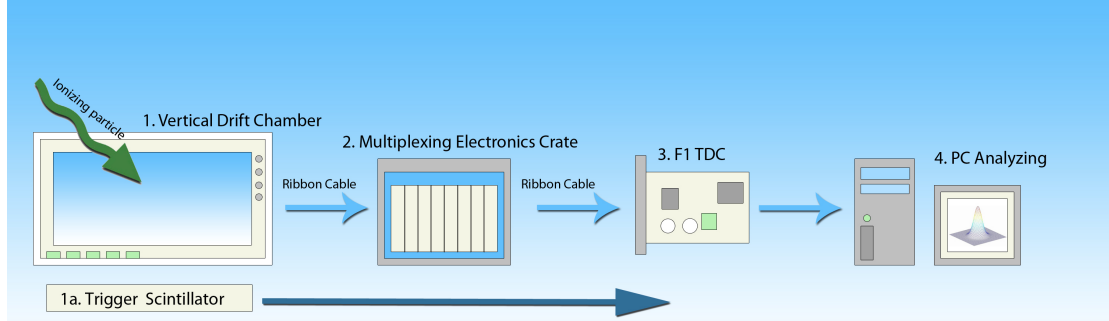 Ionizing particle
1. Vertical Drift Chamber
2. Multiplexing Electronics Crate
3. F1 TDC
4. PC Analyzing
Ribbon Cable
Ribbon Cable
1a. Trigger Scintillator